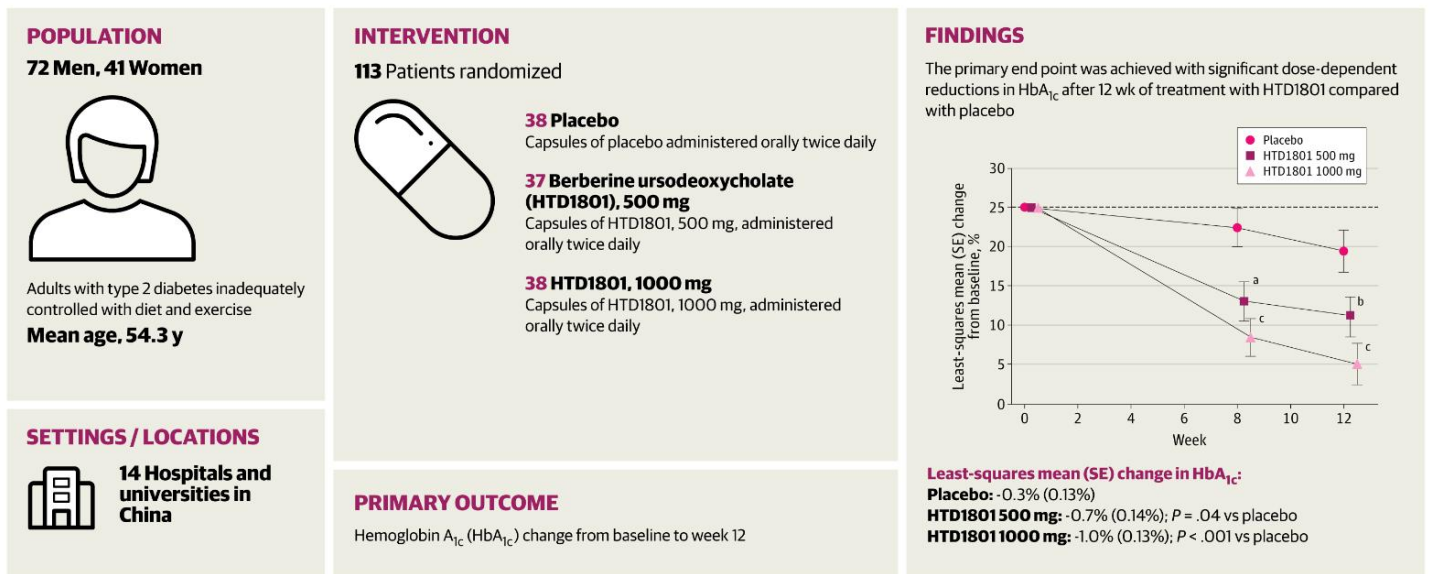 POPULATION
72 Men, 41 Women
Adults with type 2 diabetes inadequately
controlled with diet and exercise
Mean age, 54.3 y
SETTINGS / LOCATIONS
14 Hospitals and
universities in
China
INTERVENTION
113 Patients randomized
38 Placebo
Capsules of placebo administered orally twice daily
37 Berberine ursodeoxycholate
(HTD1801), 500 mg
Capsules of HTD1801, 500 mg, administered
orally twice daily
38 HTD1801, 1000 mg
Capsules of HTD1801, 1000 mg, administered
orally twice daily
PRIMARY OUTCOME
Hemoglobin A1c (HbA1c) change from baseline to week 12
FINDINGS
The primary end point was achieved with significant dose-dependent
reductions in HbA1c after 12 wk of treatment with HTD1801 compared
with placebo
Placebo
HTD1801 500 mg
HTD1801 1000 mg
Least-squares mean (SE) change
from baseline, %
30
25
20
15
10
5
0
a
b
c
c
0 2 4 6 8 10 12
Week
Least-squares mean (SE) change in HbA1c:
Placebo: -0.3% (0.13%)
HTD1801 500 mg: -0.7% (0.14%); P = .04 vs placebo
HTD1801 1000 mg: -1.0% (0.13%); P < .001 vs placebo